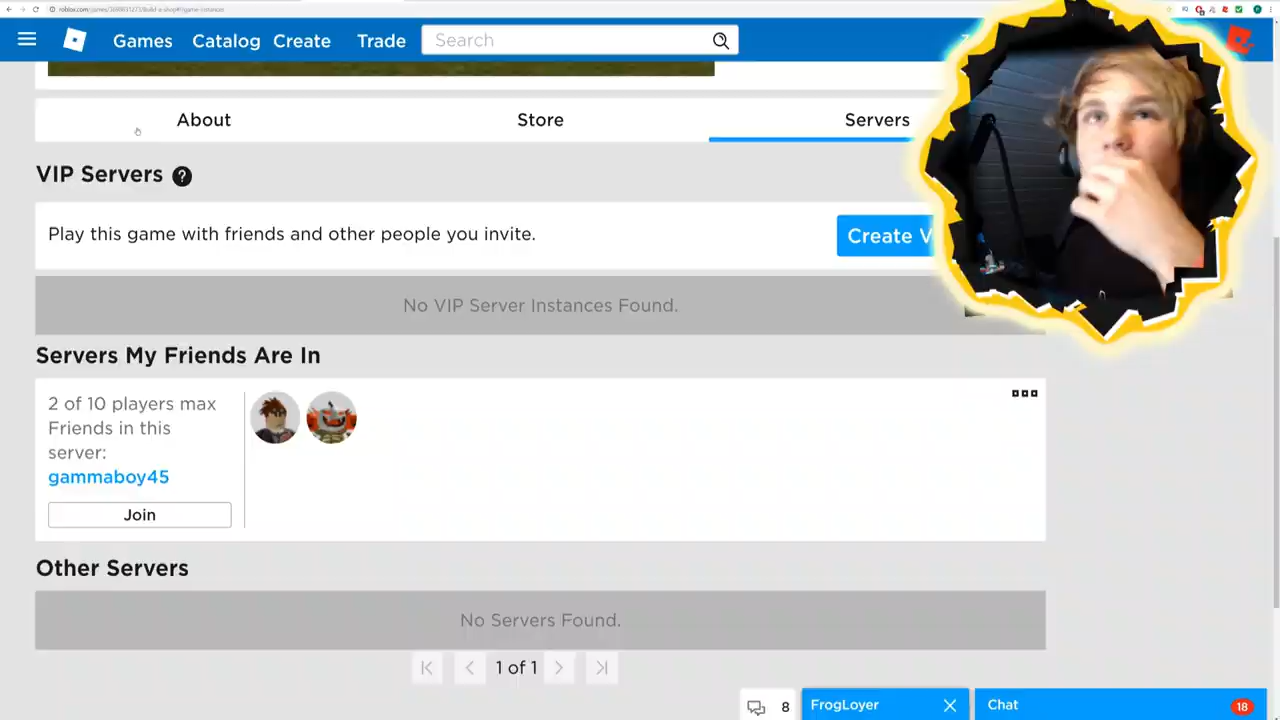 Games
Catalog
Create
Trade
Search
About
Store
Servers
VIP Servers ?
Play this game with friends and other people you invite.
Create V
No VIP Server Instances Found.
Servers My Friends Are In
2 of 10 players max
Friends in this
server:
gammaboy45
Join
Other Servers
No Servers Found.
1 of 1
8
FrogLoyer
Chat
18